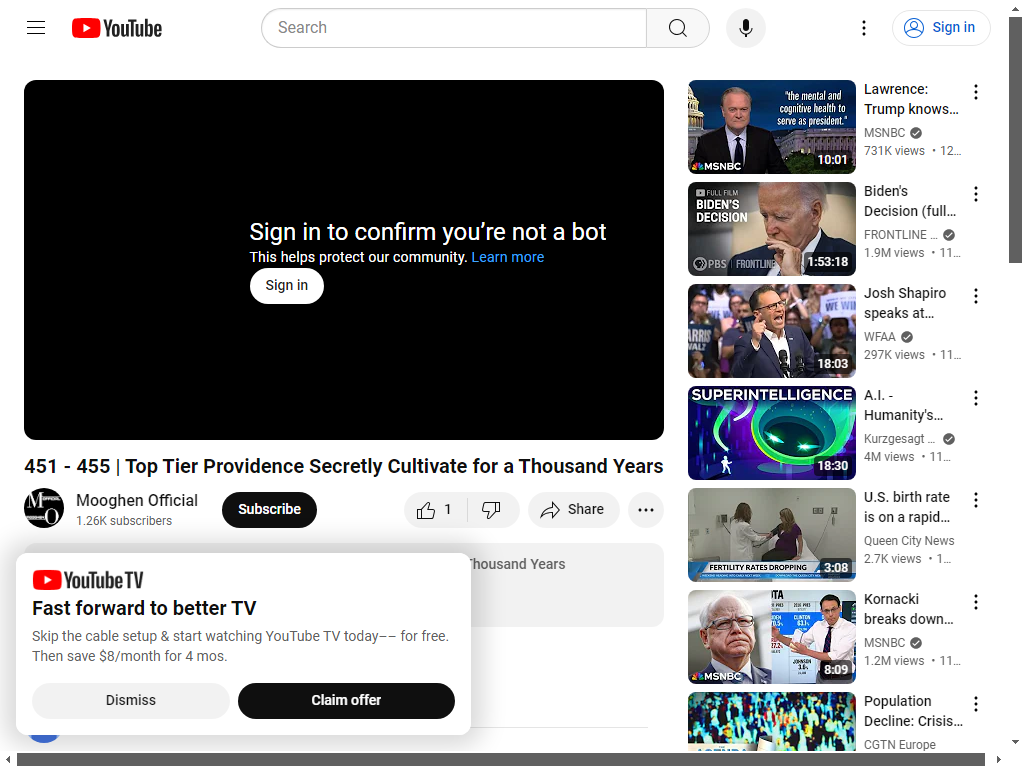 YouTube
Search
Sign in
Sign in to confirm you’re not a bot
This helps protect our community. Learn more
Sign in
451 - 455 | Top Tier Providence Secretly Cultivate for a Thousand Years
Mooghen Official
1.26K subscribers
Subscribe
1
Share
Thousand Years
YouTube TV
Fast forward to better TV
Skip the cable setup & start watching YouTube TV today–– for free.
Then save $8/month for 4 mos.
Dismiss
Claim offer
"the mental and
cognitive health to
serve as president."
MSNBC
10:01
Lawrence:
Trump knows…
MSNBC
731K views • 12…
FULL FILM
BIDEN'S
DECISION
PBS FRONTLINE
1:53:18
Biden's
Decision (full…
FRONTLINE …
1.9M views • 11…
18:03
Josh Shapiro
speaks at…
WFAA
297K views • 11…
SUPERINTELLIGENCE
18:30
A.I. -
Humanity's…
Kurzgesagt …
4M views • 11…
FERTILITY RATES DROPPING
3:08
U.S. birth rate
is on a rapid…
Queen City News
2.7K views • 1…
MSNBC
8:09
Kornacki
breaks down…
MSNBC
1.2M views • 11…
Population
Decline: Crisis…
CGTN Europe